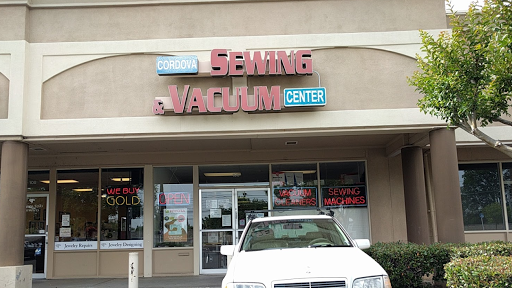 CORDOVA SEWING
& VACUUM CENTER
WE BUY
GOLD
OPEN
VACUUM
CLEANERS
SEWING
MACHINES
Jewelry Repairs
Jewelry Designing